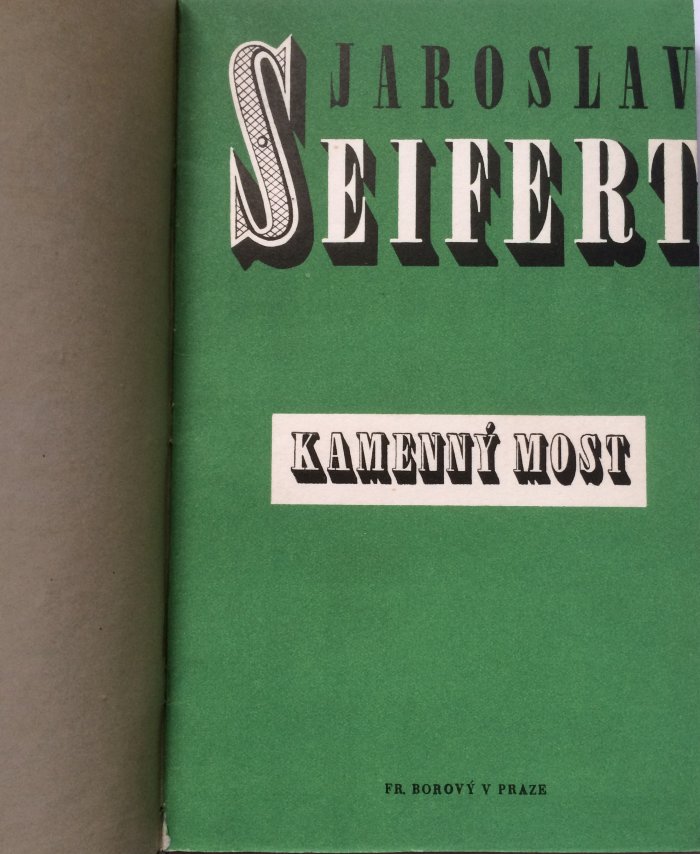 JAROSLAV
SEIFERT
KAMENNÝ MOST
FR. BOROVÝ V PRAZE